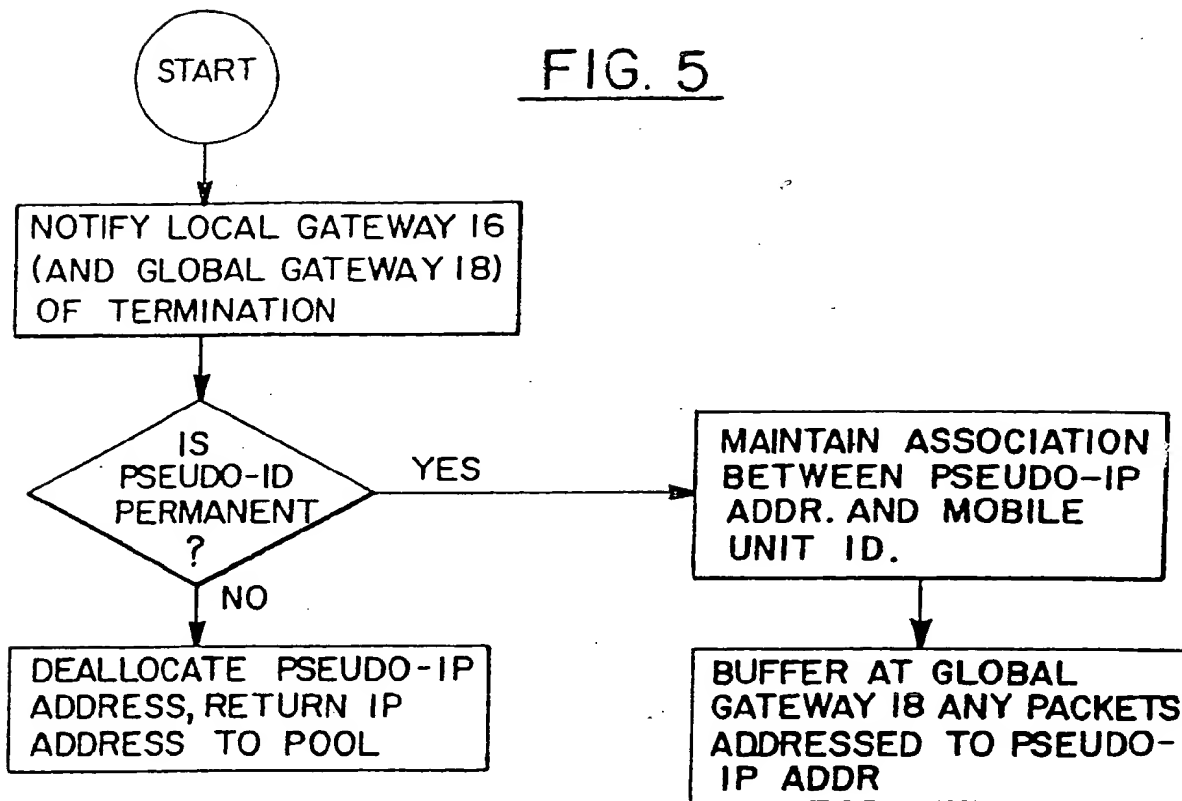 START
FIG. 5
NOTIFY LOCAL GATEWAY 16
(AND GLOBAL GATEWAY 18)
OF TERMINATION
IS
PSEUDO-ID
PERMANENT
?
YES
NO
MAINTAIN ASSOCIATION
BETWEEN PSEUDO-IP
ADDR. AND MOBILE
UNIT ID.
DEALLOCATE PSEUDO-IP
ADDRESS, RETURN IP
ADDRESS TO POOL
BUFFER AT GLOBAL
GATEWAY 18 ANY PACKETS
ADDRESSED TO PSEUDO-
IP ADDR